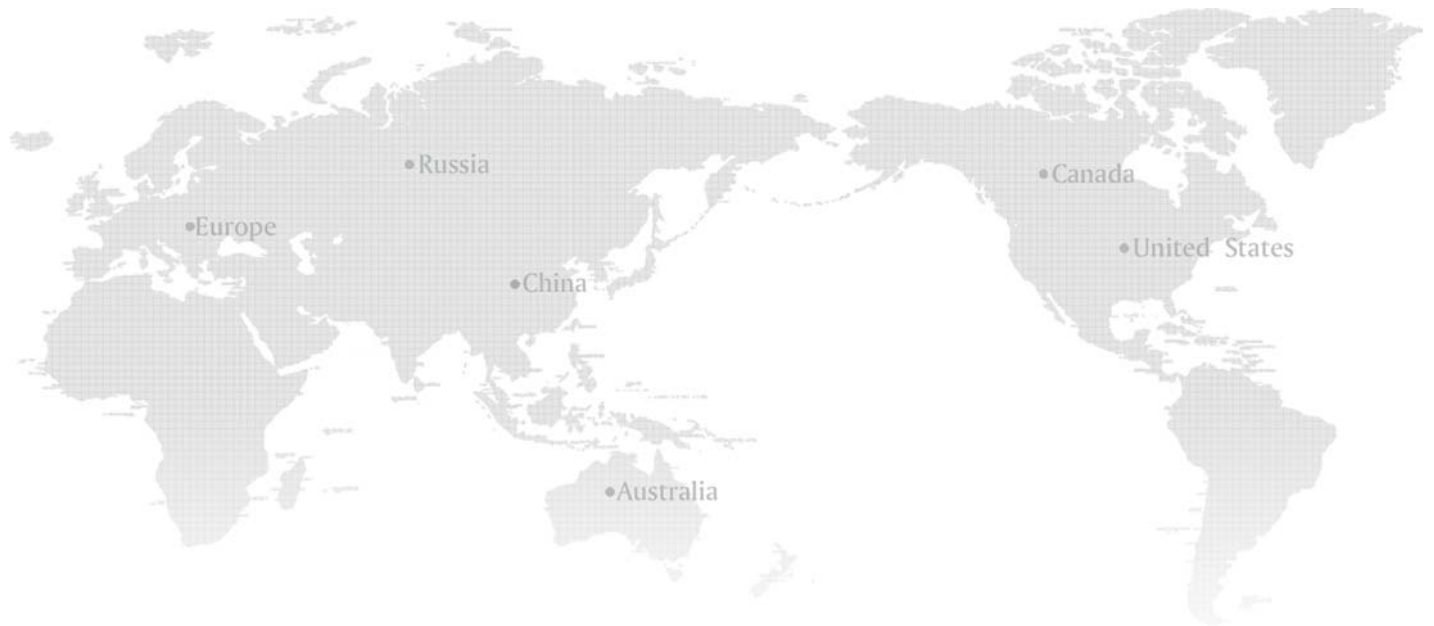 Russia
Canada
Europe
United States
China
Australia